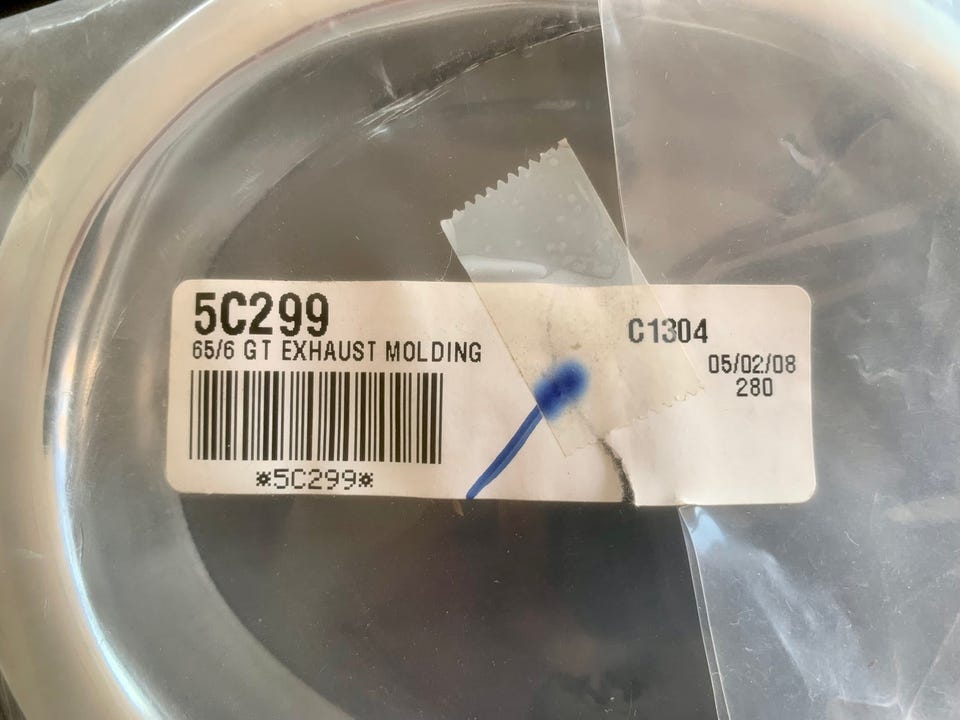 5C299
65/6 GT EXHAUST MOLDING
*5C299*
C1304
05/02/08
280